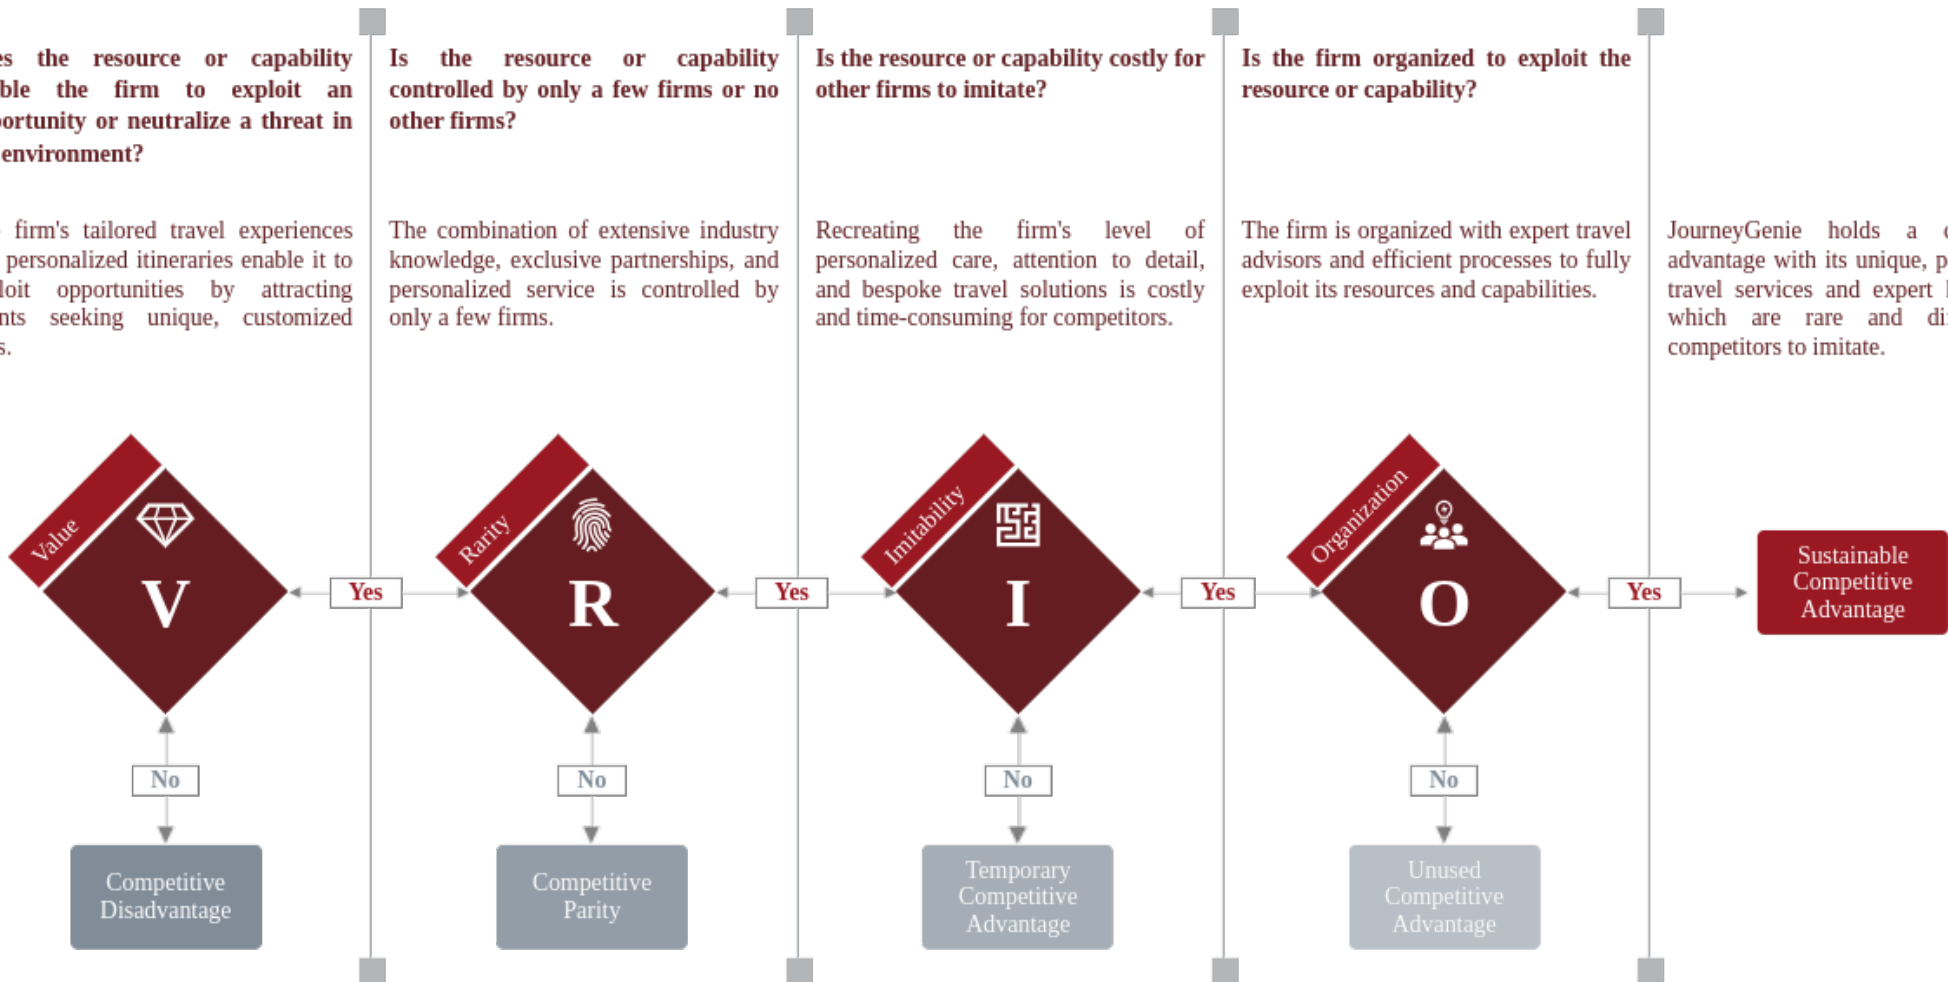 the resource or capability
the firm to exploit an
or neutralize a threat in
environment?
firm's tailored travel experiences
personalized itineraries enable it to
opportunities by attracting
seeking unique, customized
Is the resource or capability
controlled by only a few firms or no
other firms?
The combination of extensive industry
knowledge, exclusive partnerships, and
personalized service is controlled by
only a few firms.
Is the resource or capability costly for
other firms to imitate?
Recreating the firm's level of
personalized care, attention to detail,
and bespoke travel solutions is costly
and time-consuming for competitors.
Is the firm organized to exploit the
resource or capability?
The firm is organized with expert travel
advisors and efficient processes to fully
exploit its resources and capabilities.
JourneyGenie holds a
advantage with its unique,
travel services and expert
which are rare and
competitors to imitate.
Value
V
Yes
Rarity
R
Yes
Imitability
I
Yes
Organization
O
Yes
Sustainable
Competitive
Advantage
No
No
No
No
Competitive
Disadvantage
Competitive
Parity
Temporary
Competitive
Advantage
Unused
Competitive
Advantage